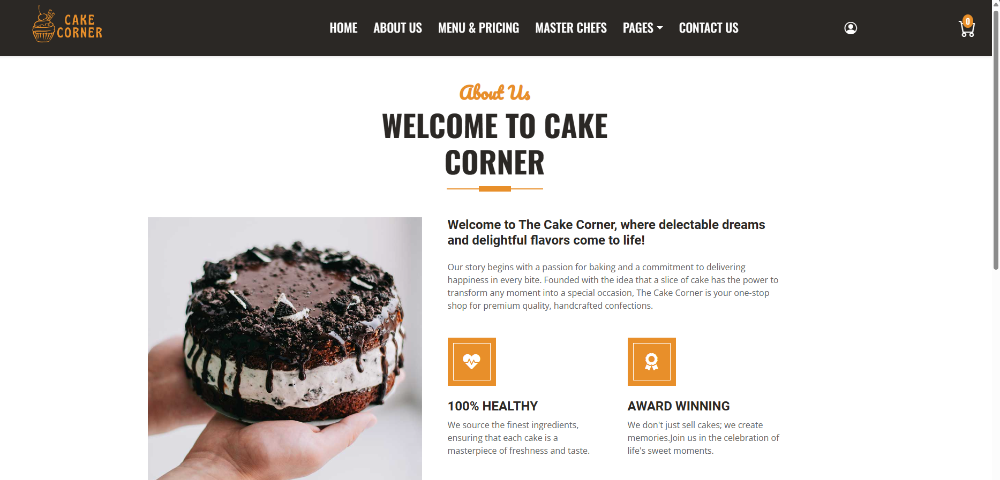 CAKE
CORNER
HOME ABOUT US MENU & PRICING MASTER CHEFS PAGES CONTACT US
0
About Us
WELCOME TO CAKE
CORNER
Welcome to The Cake Corner, where delectable dreams
and delightful flavors come to life!
Our story begins with a passion for baking and a commitment to delivering
happiness in every bite. Founded with the idea that a slice of cake has the power to
transform any moment into a special occasion, The Cake Corner is your one-stop
shop for premium quality, handcrafted confections.
100% HEALTHY
We source the finest ingredients,
ensuring that each cake is a
masterpiece of freshness and taste.
AWARD WINNING
We don't just sell cakes; we create
memories.Join us in the celebration of
life's sweet moments.